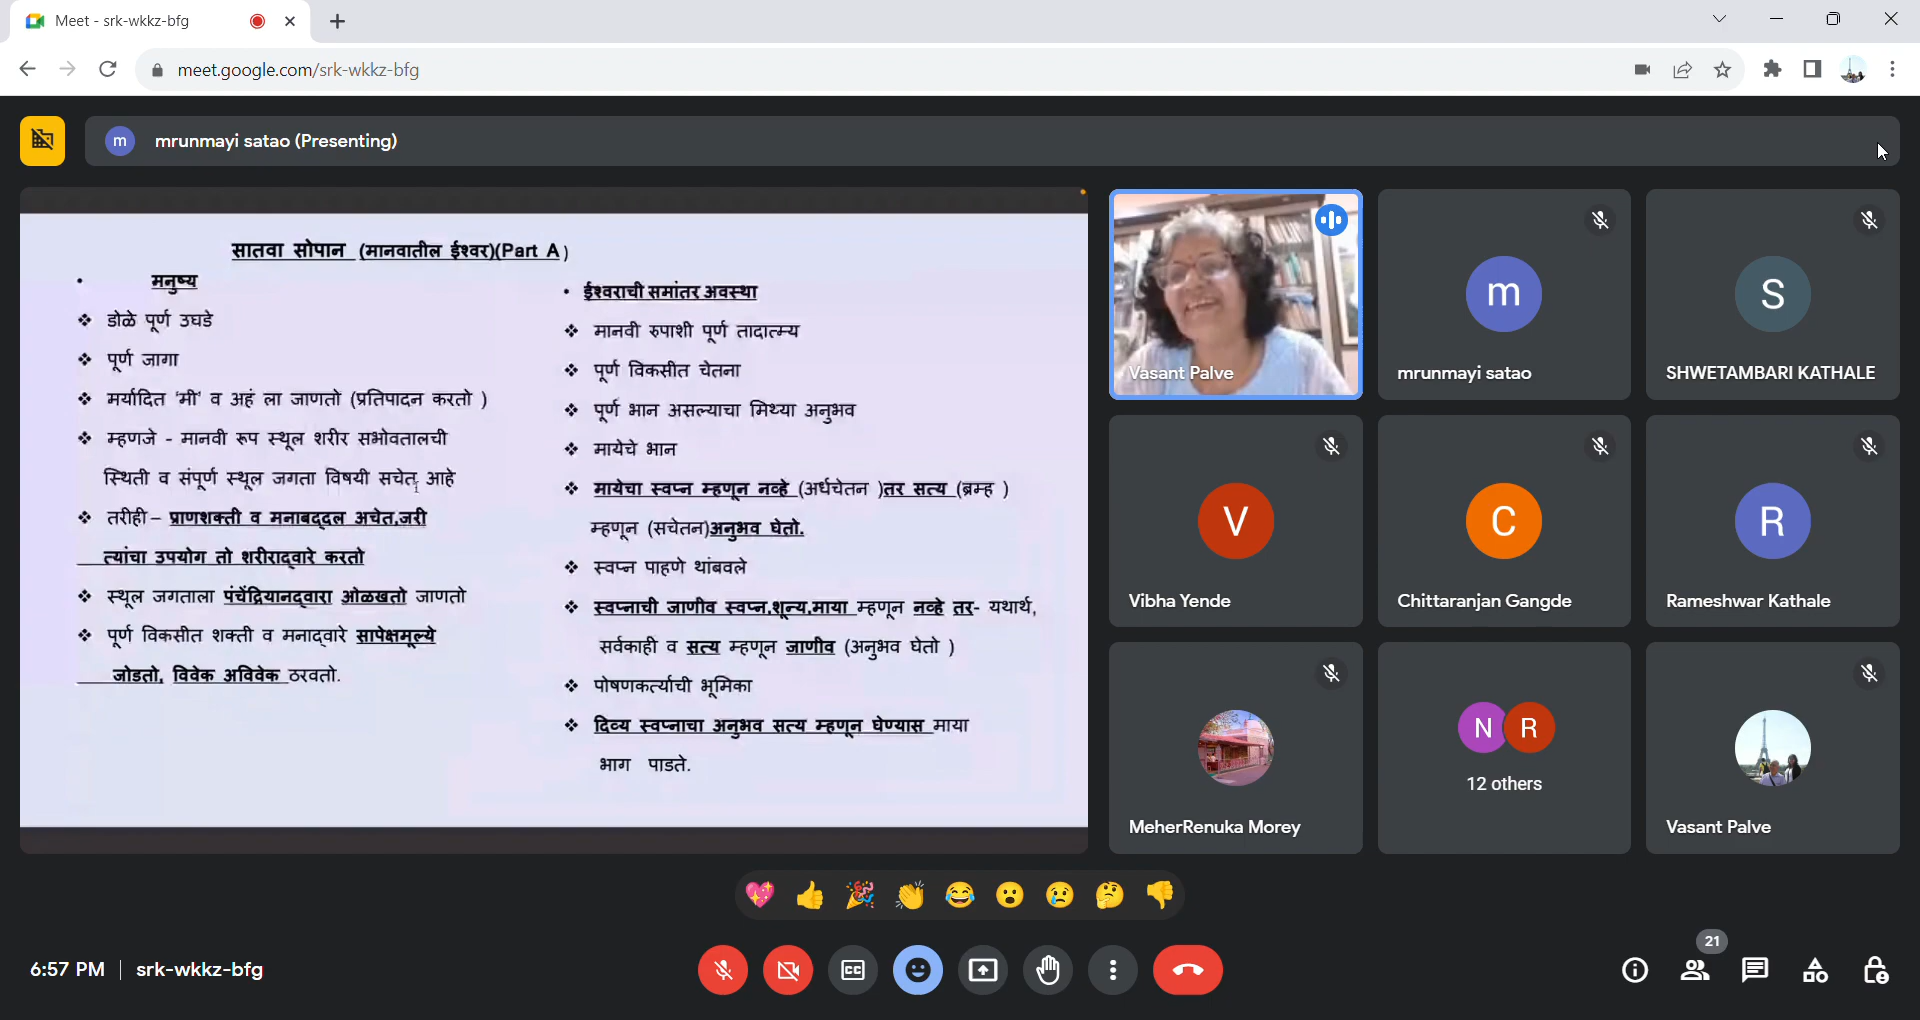 Meet - srk-wkkz-bfg
meet.google.com/srk-wkkz-bfg
m mrunmayi satao (Presenting)
सातवा सोपान (मानवातील ईश्वर)(Part A)
• मनुष्य
❖ डोळे पूर्ण उघडे
❖ पूर्ण जागा
❖ मर्यादित ‘मी’ व अहं ला जाणतो (प्रतिपादन करतो )
❖ म्हणजे - मानवी रूप स्थूल शरीर सभोवतालची
स्थिती व संपूर्ण स्थूल जगता विषयी सचेत आहे
❖ तरीही – प्राणशक्ती व मनाबद्दल अचेत.जरी
त्यांचा उपयोग तो शरीराद्वारे करतो
❖ स्थूल जगताला पंचेंद्रियानद्वारा ओळखतो जाणतो
❖ पूर्ण विकसीत शक्ती व मनाद्वारे सापेक्षमूल्ये
जोडतो, विवेक अविवेक ठरवतो.
• ईश्वराची समांतर अवस्था
❖ मानवी रुपाशी पूर्ण तादात्म्य
❖ पूर्ण विकसीत चेतना
❖ पूर्ण भान असल्याचा मिथ्या अनुभव
❖ मायेचे भान
❖ मायेचा स्वप्न म्हणून नव्हे (अर्धचेतन )तर सत्य (ब्रम्ह )
म्हणून (सचेतन)अनुभव घेतो.
❖ स्वप्न पाहणे थांबवले
❖ स्वप्नाची जाणीव स्वप्न,शून्य,माया म्हणून नव्हे तर- यथार्थ,
सर्वकाही व सत्य म्हणून जाणीव (अनुभव घेतो )
❖ पोषणकर्त्याची भूमिका
❖ दिव्य स्वप्नाचा अनुभव सत्य म्हणून घेण्यास माया
भाग पाडते.
Vasant Palve
m
mrunmayi satao
S
SHWETAMBARI KATHALE
V
Vibha Yende
C
Chittaranjan Gangde
R
Rameshwar Kathale
MeherRenuka Morey
N R
12 others
Vasant Palve
6:57 PM | srk-wkkz-bfg
CC
21